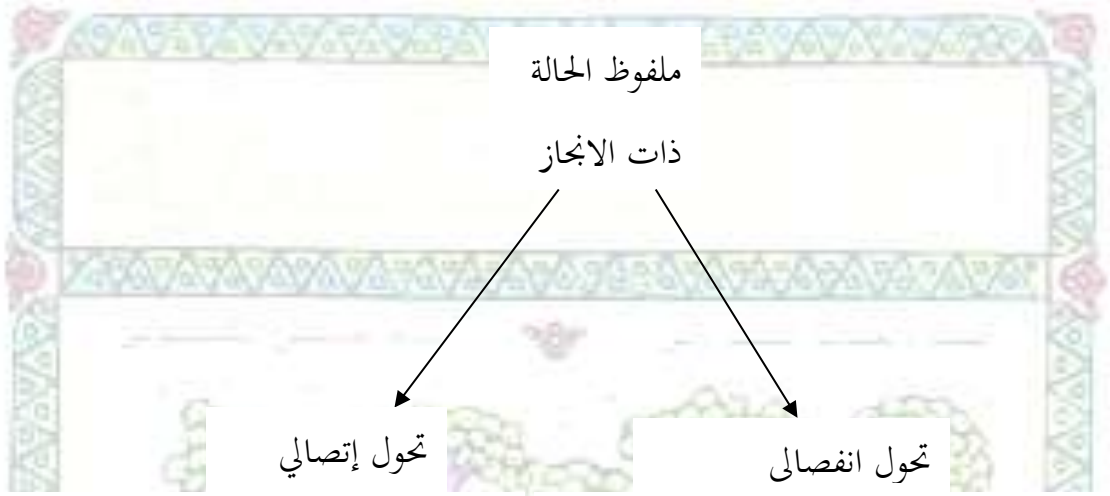 ملفوظ الحالة
ذات الانجاز
تحول انفصالى
تحول إتصالي